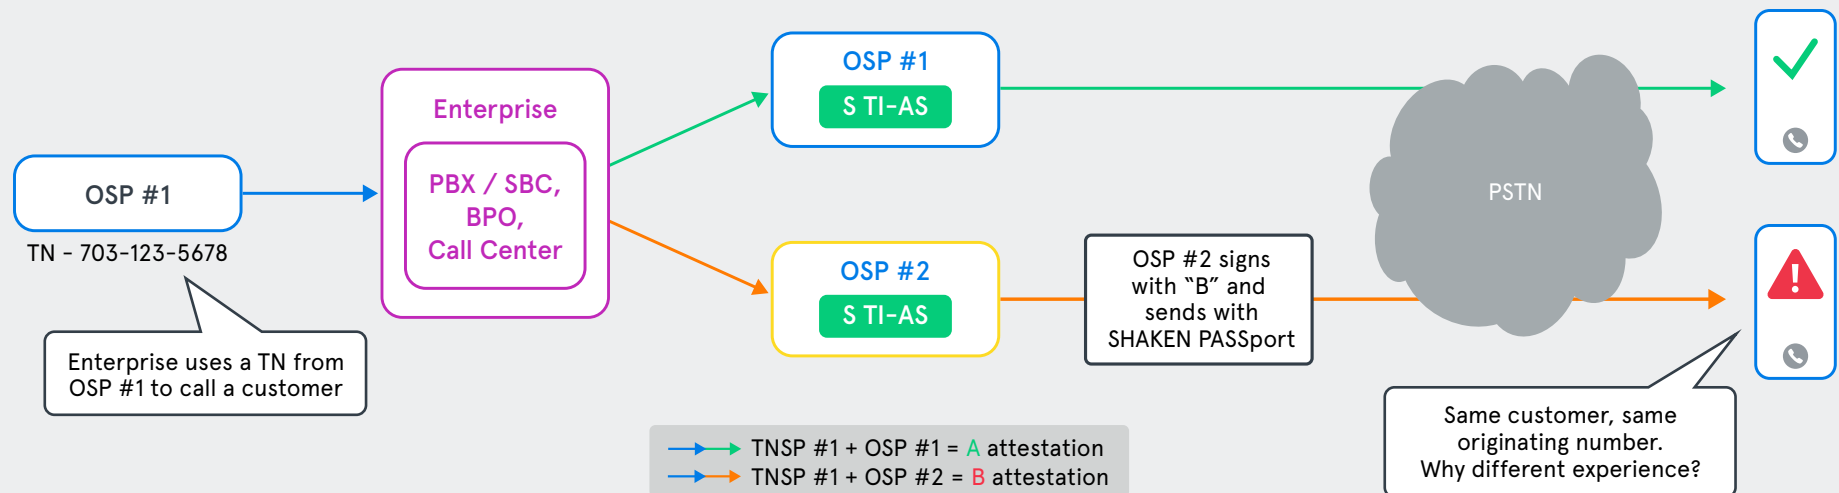 OSP #1
TN - 703-123-5678
Enterprise uses a TN from
OSP #1 to call a customer
Enterprise
PBX / SBC,
BPO,
Call Center
OSP #1
S TI-AS
OSP #2
S TI-AS
OSP #2 signs
with “B” and
sends with
SHAKEN PASSport
PSTN
Same customer, same
originating number.
Why different experience?
TNSP #1 + OSP #1 = A attestation
TNSP #1 + OSP #2 = B attestation